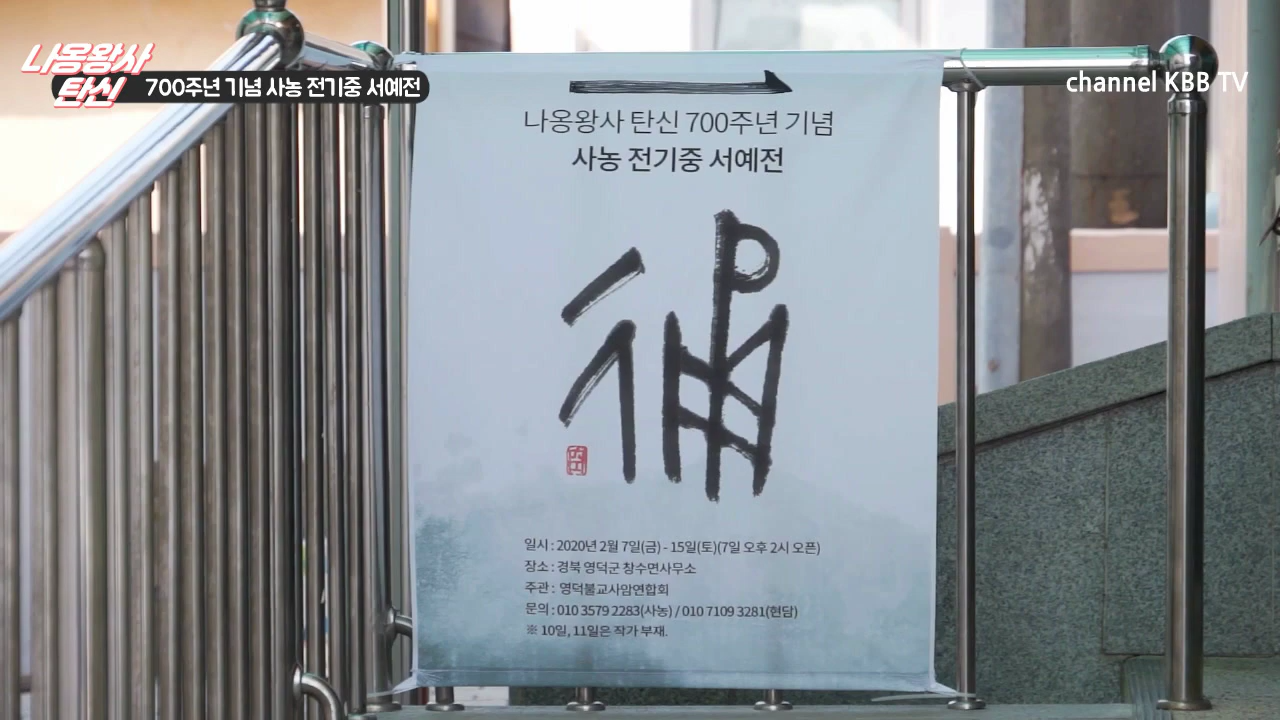 나옹왕사
탄신
700주년 기념 사농 전기중 서예전
channel KBB TV
나옹왕사 탄신 700주년 기념
사농 전기중 서예전
일시 : 2020년 2월 7일(금) - 15일(토)(7일 오후 2시 오픈)
장소 : 경북 영덕군 창수면사무소
주관 : 영덕불교사암연합회
문의 : 010 3579 2283(사농) / 010 7109 3281(현담)
※ 10일, 11일은 작가 부재.